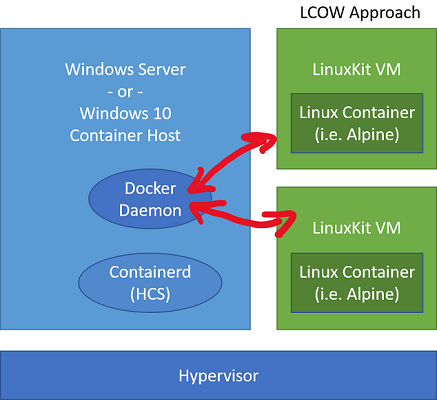 LCOW Approach
Windows Server
- or -
Windows 10
Container Host
Docker
Daemon
Containerd
(HCS)
LinuxKit VM
Linux Container
(i.e. Alpine)
LinuxKit VM
Linux Container
(i.e. Alpine)
Hypervisor